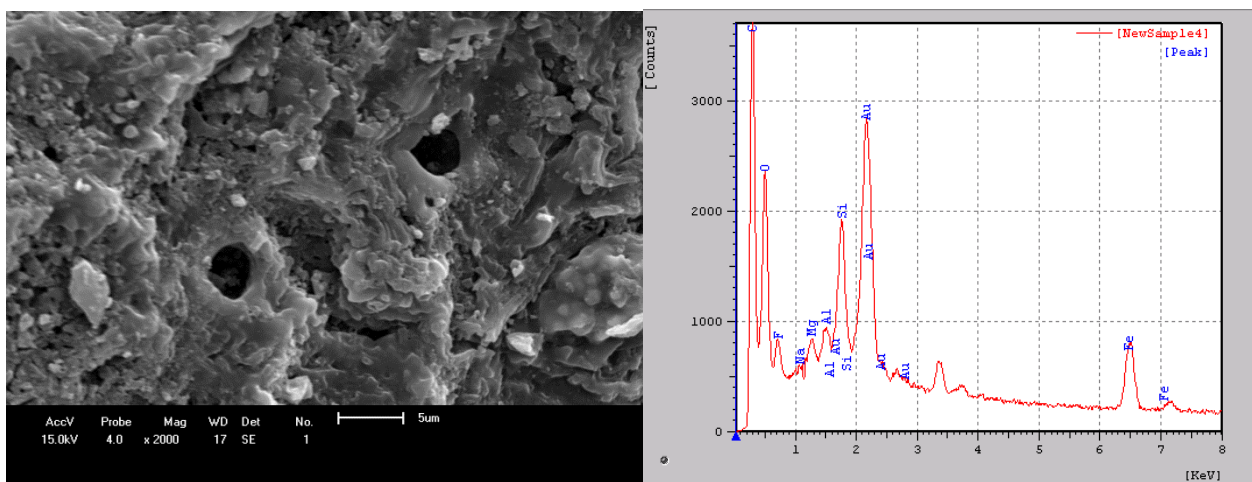 AccV Probe Mag WD Det No.
15.0kV 4.0 x 2000 17 SE 1
5um
[ Counts]
[NewSample4]
[Peak]
3000
2000
1000
0
C
O
F
Na
Mg
Al
Al
Au
Si
Si
Au
Au
Au
Au
Fe
Fe
1 2 3 4 5 6 7 8
[KeV]